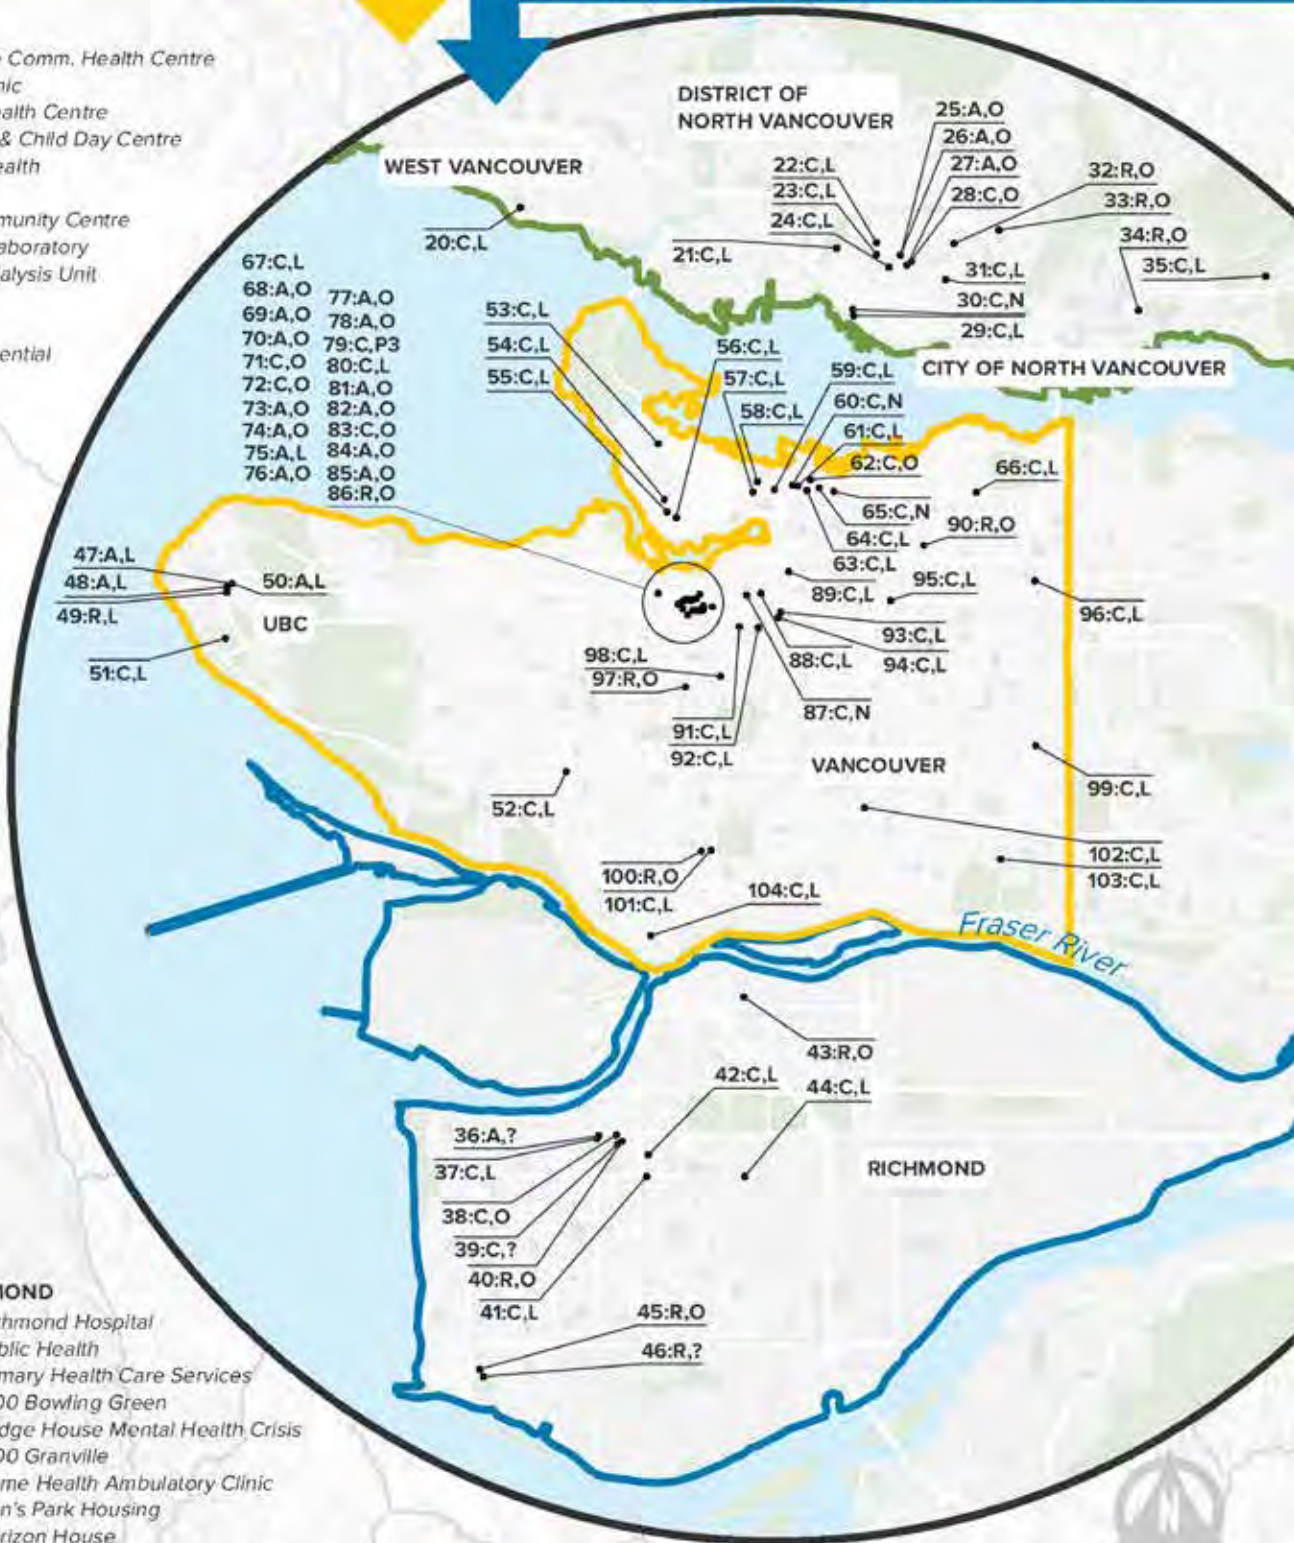 Comm. Health Centre
nic
alth Centre
& Child Day Centre
ealth
munity Centre
aboratory
alysis Unit
ential
DISTRICT OF
NORTH VANCOUVER
WEST VANCOUVER
20:C,L
21:C,L
22:C,L
23:C,L
24:C,L
25:A,O
26:A,O
27:A,O
28:C,O
32:R,O
33:R,O
34:R,O
35:C,L
31:C,L
30:C,N
29:C,L
CITY OF NORTH VANCOUVER
67:C,L
68:A,O
69:A,O
70:A,O
71:C,O
72:C,O
73:A,O
74:A,O
75:A,L
76:A,O
77:A,O
78:A,O
79:C,P3
80:C,L
81:A,O
82:A,O
83:C,O
84:A,O
85:A,O
86:R,O
53:C,L
54:C,L
55:C,L
56:C,L
57:C,L
58:C,L
59:C,L
60:C,N
61:C,L
62:C,O
66:C,L
65:C,N
64:C,L
63:C,L
90:R,O
89:C,L
95:C,L
96:C,L
47:A,L
48:A,L
49:R,L
50:A,L
UBC
51:C,L
93:C,L
94:C,L
88:C,L
87:C,N
98:C,L
97:R,O
91:C,L
92:C,L
VANCOUVER
52:C,L
99:C,L
102:C,L
103:C,L
100:R,O
101:C,L
104:C,L
Fraser River
43:R,O
42:C,L
44:C,L
36:A,?
37:C,L
38:C,O
39:C,?
40:R,O
41:C,L
RICHMOND
45:R,O
46:R,?
MOND
hmond Hospital
blic Health
mary Health Care Services
00 Bowling Green
dge House Mental Health Crisis
00 Granville
me Health Ambulatory Clinic
n's Park Housing
rizon House
N